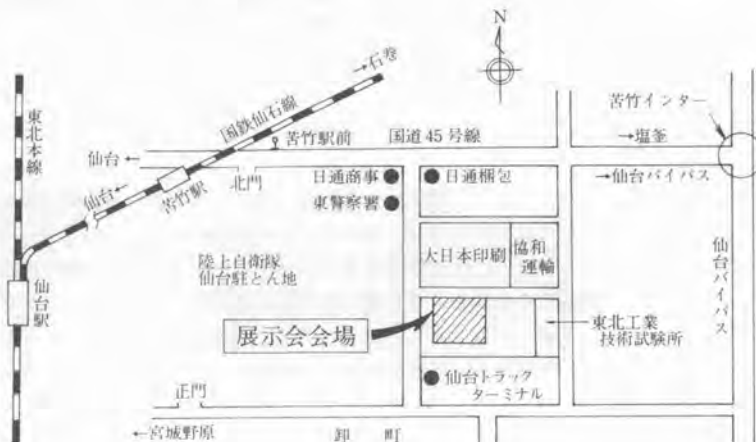 N
→石巻
国鉄仙石線
東北本線
苦竹インター
苦竹駅前
国道45号線
→塩釜
仙台←
仙台←
苦竹駅
北門
日通商事
日通梱包
→仙台バイパス
東警察署
大日本印刷
協和
運輸
陸上自衛隊
仙台駐とん地
仙台バイパス
仙台駅
展示会会場
東北工業
技術試験所
仙台トラック
ターミナル
正門
←宮城野原
卸町